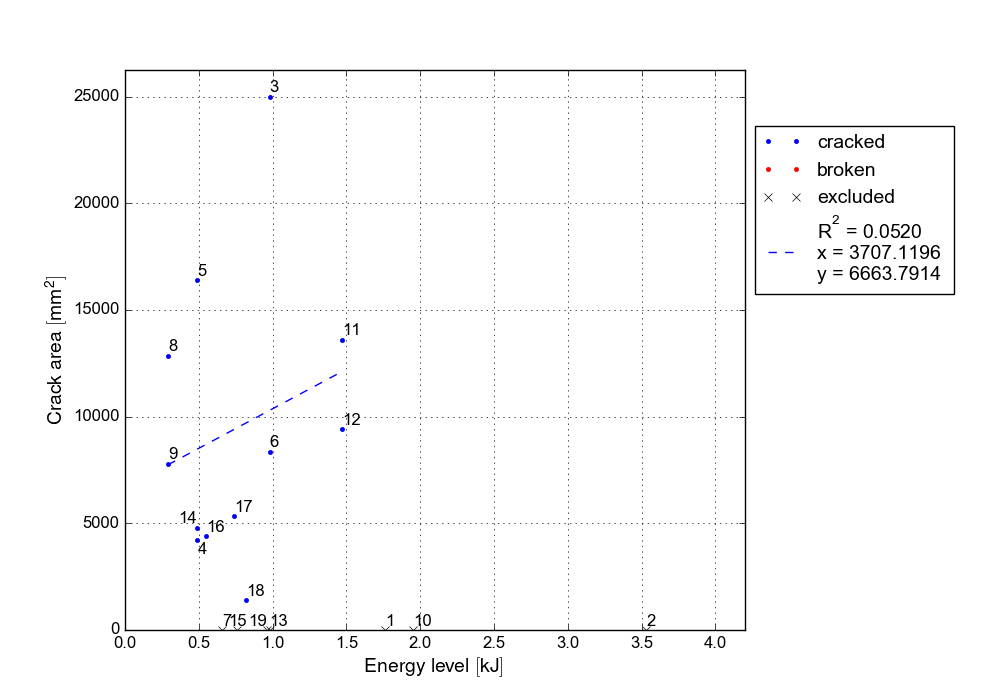 25000
20000
15000
10000
5000
0
Crack area [mm2]
3
5
8
11
12
9
6
14
16
17
4
18
7
15
19
13
1
10
2
0.0 0.5 1.0 1.5 2.0 2.5 3.0 3.5 4.0
Energy level [kJ]
cracked
broken
excluded
R2 = 0.0520
x = 3707.1196
y = 6663.7914